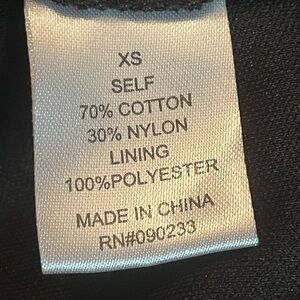 XS
SELF
70% COTTON
30% NYLON
LINING
100%POLYESTER
MADE IN CHINA
RN#090233